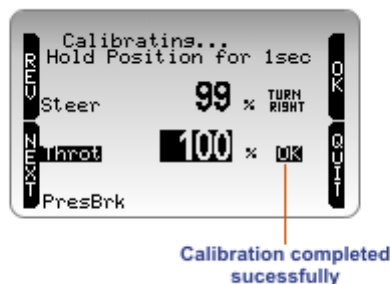 Calibrating...
Hold Position for 1sec
REV
OK
Steer 99 % TURN RIGHT
NEXT
Throt 100 % OK
QUIT
PresBrk
Calibration completed
sucessfully